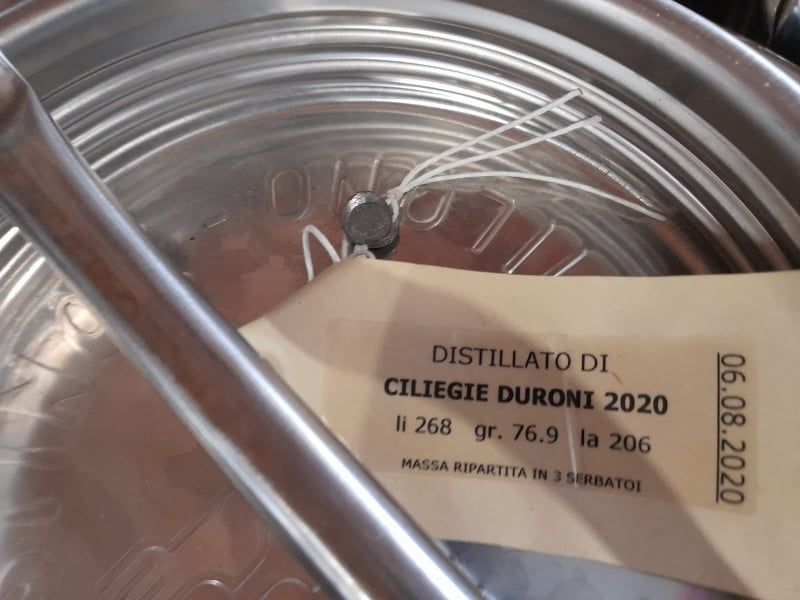 DISTILLATO DI
CILIEGIE DURONI 2020
li 268 gr. 76.9 la 206
MASSA RIPARTITA IN 3 SERBATOI
06.08.2020